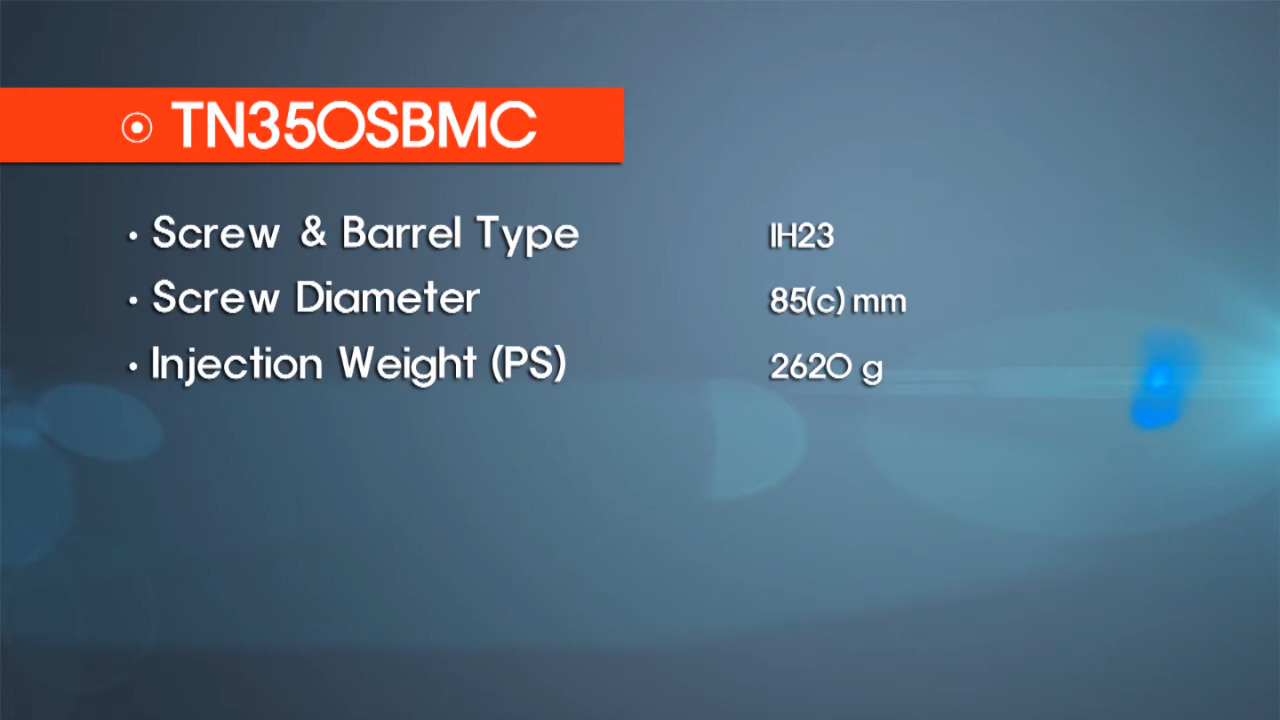 TN350SBMC
· Screw & Barrel Type IH23
· Screw Diameter 85(c) mm
· Injection Weight (PS) 2620 g